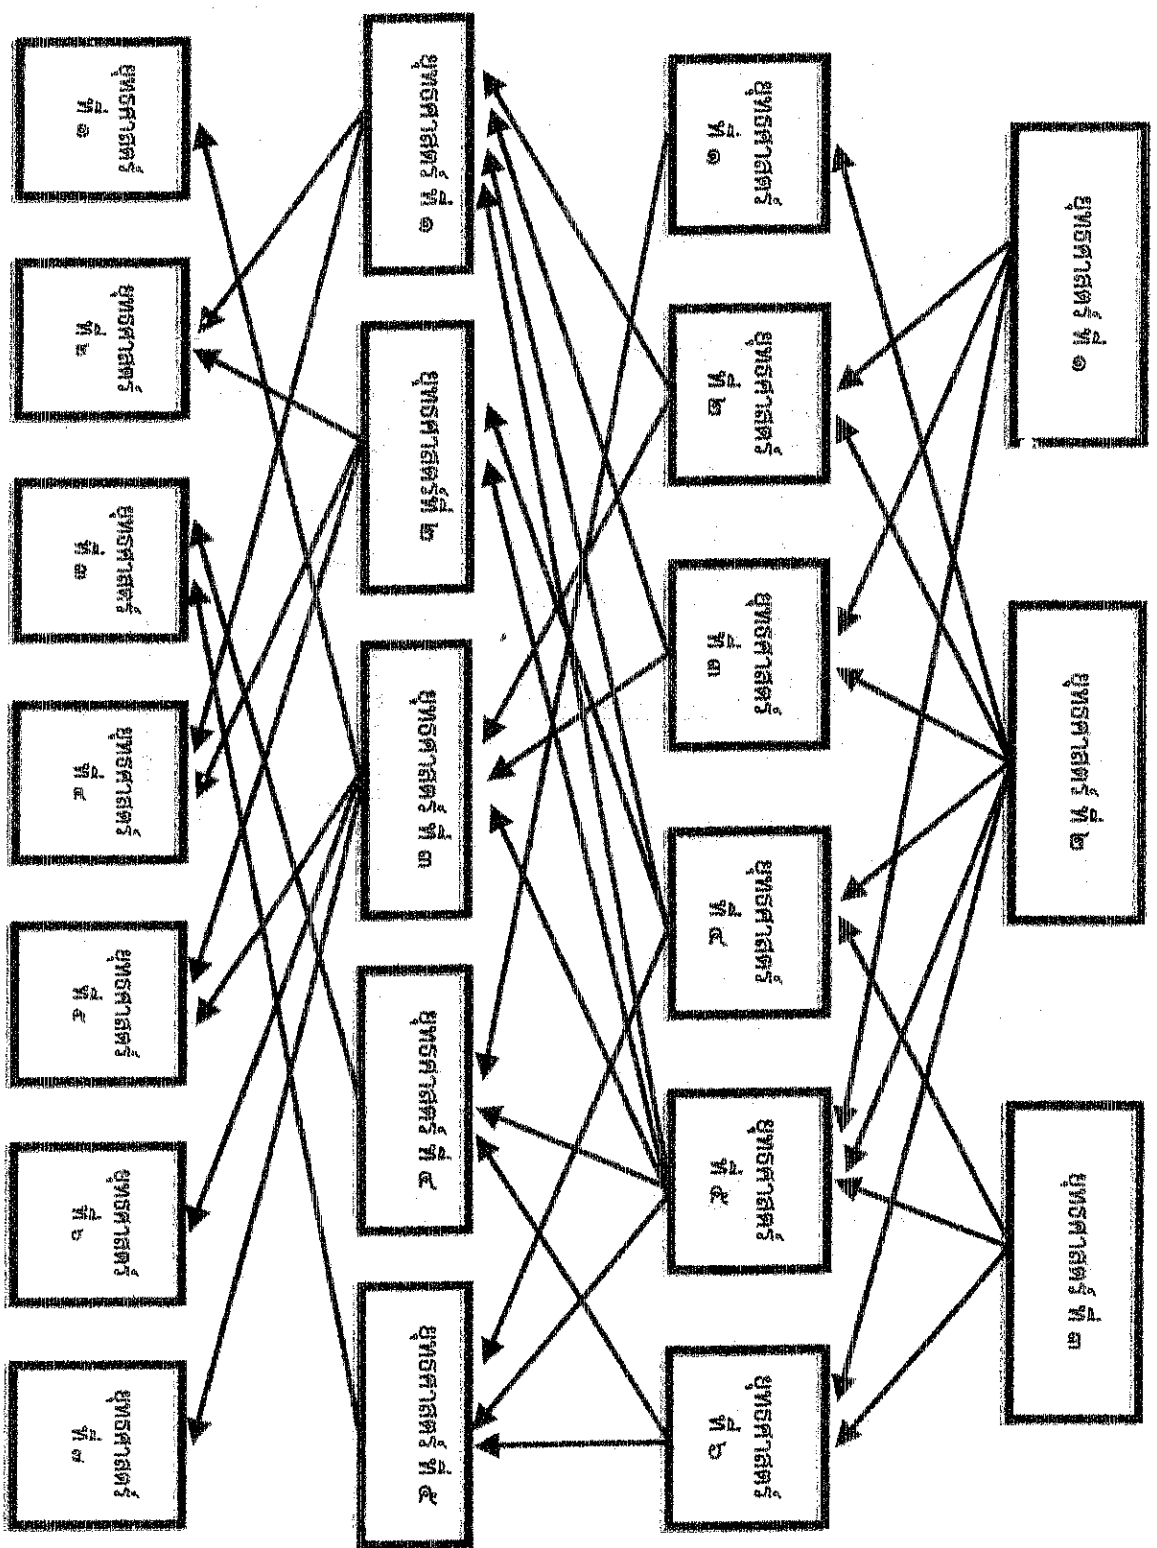 ยุทธศาสตร์ ที่ ๑
ยุทธศาสตร์ ที่ ๒
ยุทธศาสตร์ ที่ ๓
ยุทธศาสตร์
ที่ ๑
ยุทธศาสตร์
ที่ ๒
ยุทธศาสตร์
ที่ ๓
ยุทธศาสตร์
ที่ ๔
ยุทธศาสตร์
ที่ ๕
ยุทธศาสตร์
ที่ ๖
ยุทธศาสตร์ ที่ ๑
ยุทธศาสตร์ที่ ๒
ยุทธศาสตร์ ที่ ๓
ยุทธศาสตร์ ที่ ๔
ยุทธศาสตร์ ที่ ๕
ยุทธศาสตร์
ที่ ๑
ยุทธศาสตร์
ที่ ๒
ยุทธศาสตร์
ที่ ๓
ยุทธศาสตร์
ที่ ๔
ยุทธศาสตร์
ที่ ๕
ยุทธศาสตร์
ที่ ๖
ยุทธศาสตร์
ที่ ๗